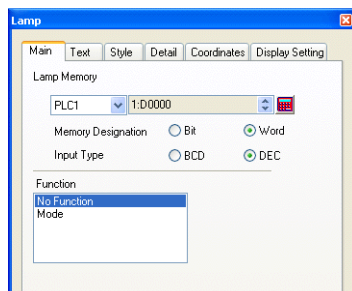 Lamp
Main Text Style Detail Coordinates Display Setting
Lamp Memory
PLC1 1:D0000
Memory Designation Bit Word
Input Type BCD DEC
Function
No Function
Mode